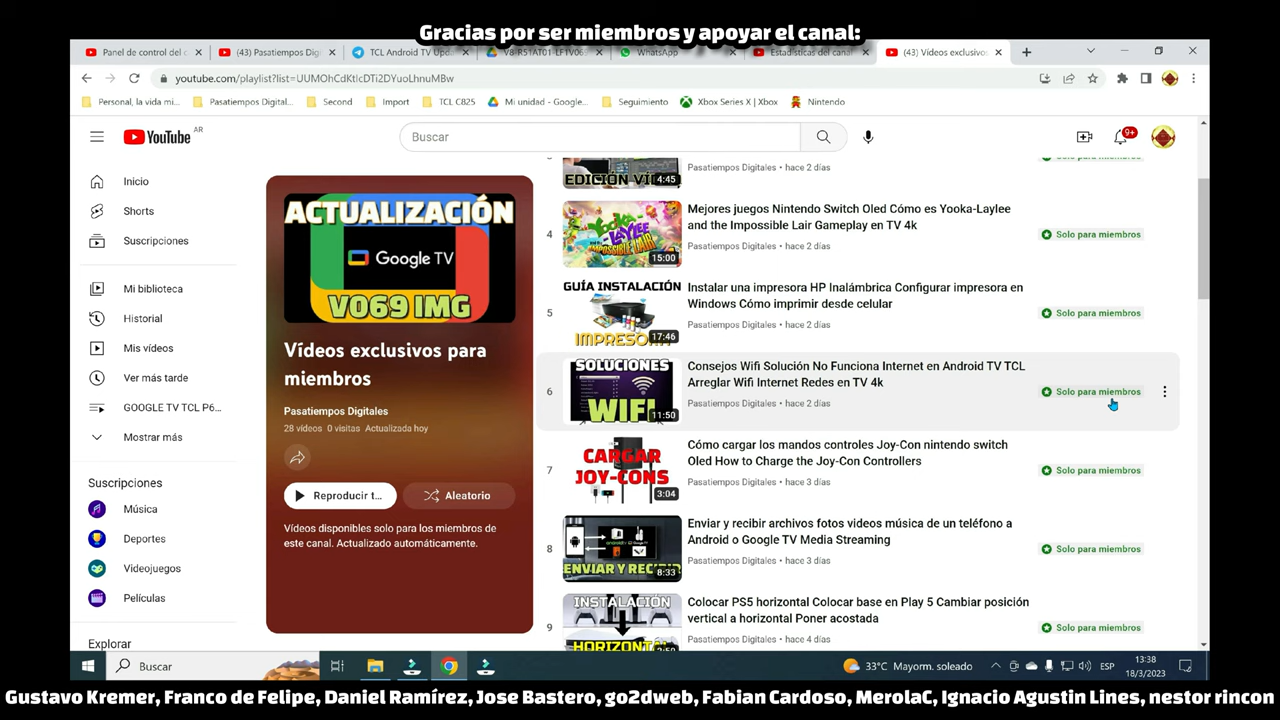 Gracias por ser miembros y apoyar el canal:
Panel de control del c
(43) Pasatiempos Dig
TCL Android TV Upd
V8-R51AT01-LF1V069
WhatsApp
Estadísticas del canal
(43) Vídeos exclusivo
youtube.com/playlist?list=UUMOhCdKtIcDTi2DYuoLhnuMBw
Personal, la vida mi...
Pasatiempos Digital...
Second
Import
TCL C825
Mi unidad - Google...
Seguimiento
Xbox Series X | Xbox
Nintendo
YouTube AR
Buscar
9+
Inicio
Shorts
Suscripciones
Mi biblioteca
Historial
Mis vídeos
Ver más tarde
GOOGLE TV TCL P6...
Mostrar más
Suscripciones
Música
Deportes
Videojuegos
Películas
Explorar
ACTUALIZACIÓN
Google TV
V069 IMG
Vídeos exclusivos para
miembros
Pasatiempos Digitales
28 vídeos 0 visitas Actualizada hoy
Reproducir t...
Aleatorio
Vídeos disponibles solo para los miembros de
este canal. Actualizado automáticamente.
EDICIÓN VÍ
4:45
Pasatiempos Digitales • hace 2 días
4
YOOKA-LAYLEE
15:00
Mejores juegos Nintendo Switch Oled Cómo es Yooka-Laylee
and the Impossible Lair Gameplay en TV 4k
Pasatiempos Digitales • hace 2 días
Solo para miembros
5
GUÍA INSTALACIÓN
IMPRESO
17:46
Instalar una impresora HP Inalámbrica Configurar impresora en
Windows Cómo imprimir desde celular
Pasatiempos Digitales • hace 2 días
Solo para miembros
6
SOLUCIONES
WIFI
11:50
Consejos Wifi Solución No Funciona Internet en Android TV TCL
Arreglar Wifi Internet Redes en TV 4k
Pasatiempos Digitales • hace 2 días
Solo para miembros
7
CARGAR
JOY-CONS
3:04
Cómo cargar los mandos controles Joy-Con nintendo switch
Oled How to Charge the Joy-Con Controllers
Pasatiempos Digitales • hace 3 días
Solo para miembros
8
ENVIAR Y RECIBIR
8:33
Enviar y recibir archivos fotos videos música de un teléfono a
Android o Google TV Media Streaming
Pasatiempos Digitales • hace 3 días
Solo para miembros
9
INSTALACIÓN
HORIZONTAL
Colocar PS5 horizontal Colocar base en Play 5 Cambiar posición
vertical a horizontal Poner acostada
Pasatiempos Digitales • hace 4 días
Solo para miembros
Buscar
33°C Mayorm. soleado
ESP
13:38
18/3/2023
Gustavo Kremer, Franco de Felipe, Daniel Ramírez, Jose Bastero, go2dweb, Fabian Cardoso, MerolaC, Ignacio Agustin Lines, nestor rincon